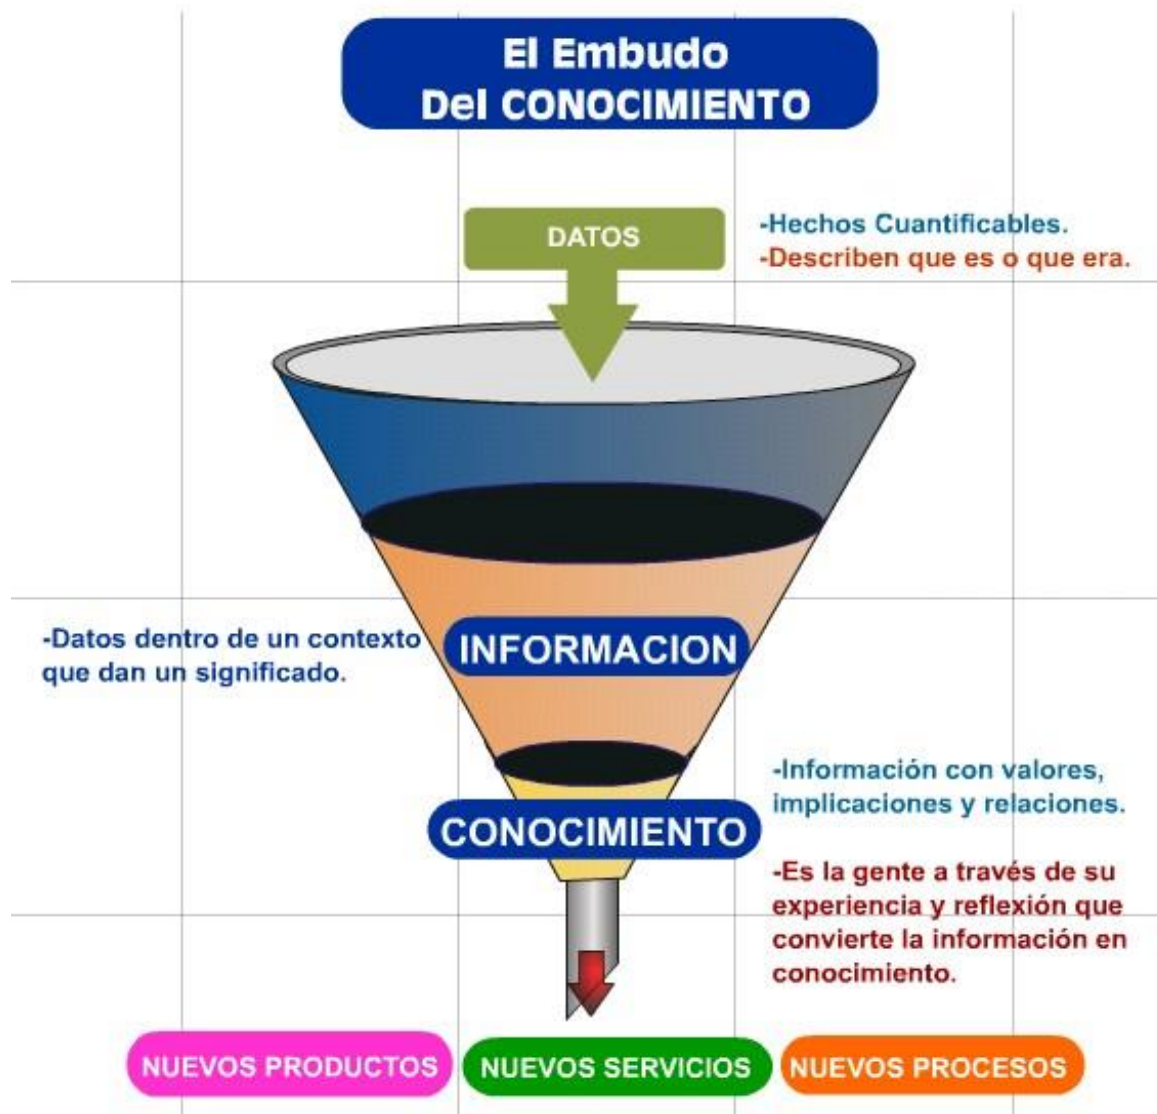 El Embudo
Del CONOCIMIENTO
DATOS
-Hechos Cuantificables.
-Describen que es o que era.
-Datos dentro de un contexto
que dan un significado.
INFORMACION
-Información con valores,
implicaciones y relaciones.
CONOCIMIENTO
-Es la gente a través de su
experiencia y reflexión que
convierte la información en
conocimiento.
NUEVOS PRODUCTOS
NUEVOS SERVICIOS
NUEVOS PROCESOS